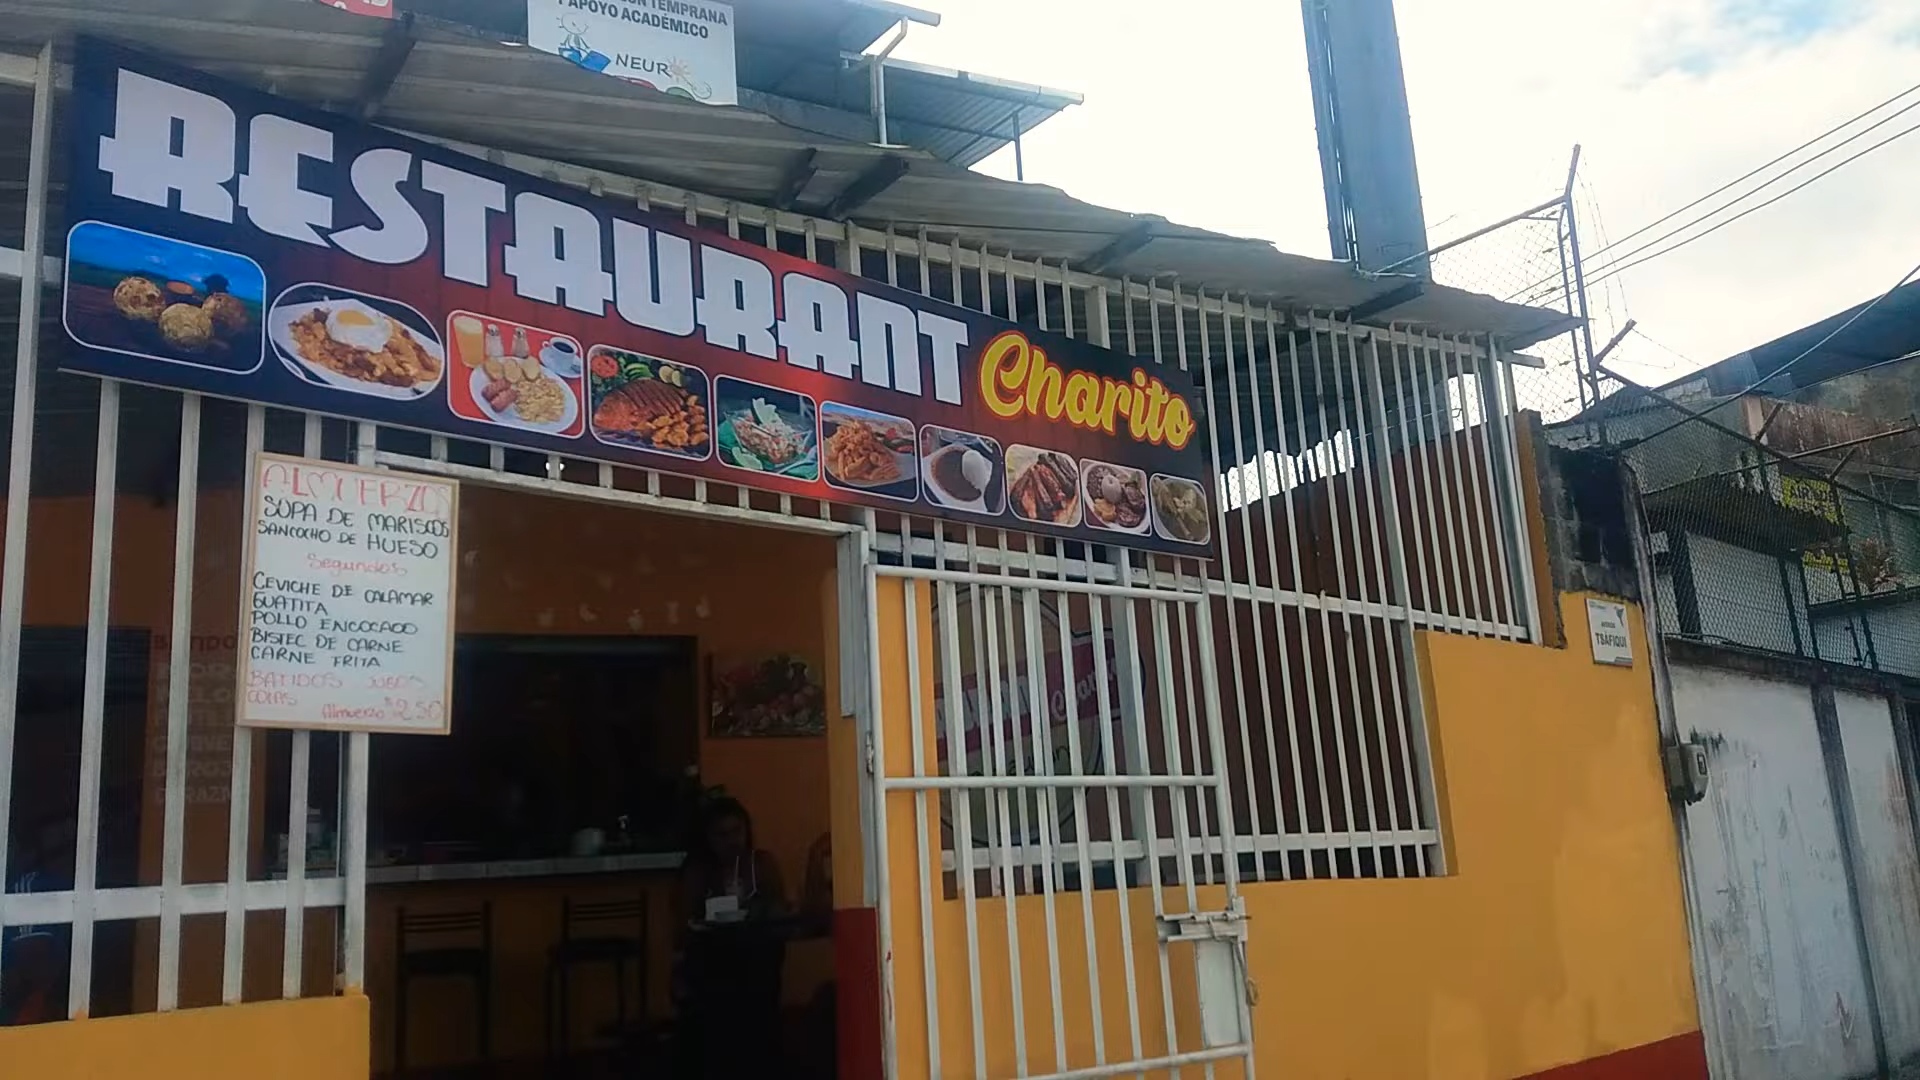 Y APOYO ACADÉMICO
NEUR
RESTAURANT Charito
ALMUERZOS
SOPA DE MARISCOS
SANCOCHO DE HUESO
Segundos
CEVICHE DE CALAMAR
GUATITA
POLLO ENCOCADO
BISTEC DE CARNE
CARNE FRITA
BATIDOS JUGOS
COLAS
Almuerzo $2.50
TSAFIQUI